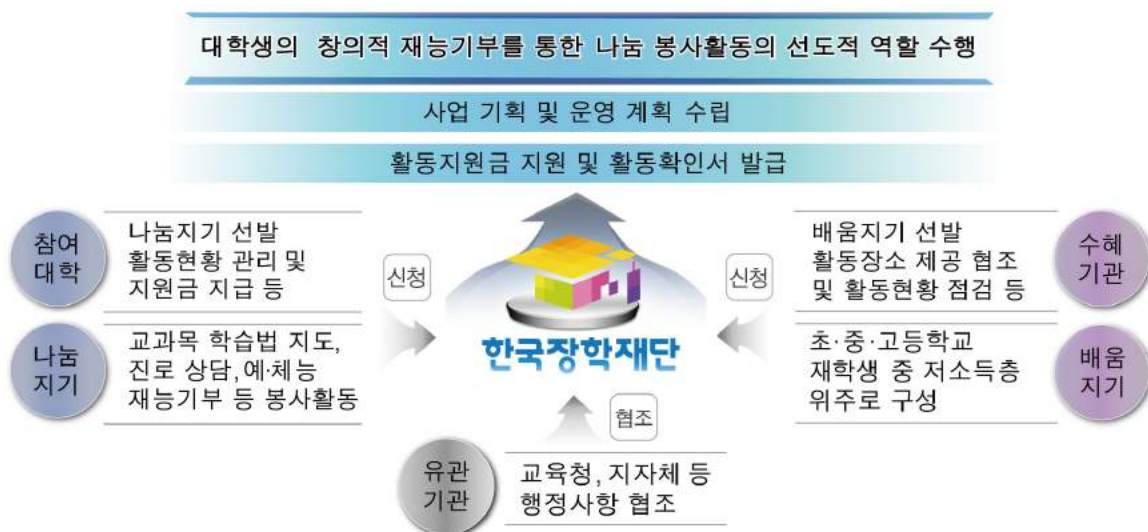 대학생의 창의적 재능기부를 통한 나눔 봉사활동의 선도적 역할 수행
사업 기획 및 운영 계획 수립
활동지원금 지원 및 활동확인서 발급
참여
대학
나눔지기 선발
활동현황 관리 및
지원금 지급 등
신청
나눔
지기
교과목 학습법 지도,
진로 상담, 예·체능
재능기부 등 봉사활동
한국장학재단
신청
배움지기 선발
활동장소 제공 협조
및 활동현황 점검 등
수혜
기관
초·중·고등학교
재학생 중 저소득층
위주로 구성
배움
지기
협조
유관
기관
교육청, 지자체 등
행정사항 협조